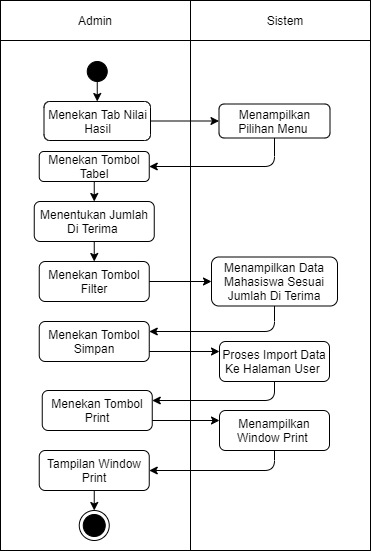 Admin
Sistem
Menekan Tab Nilai
Hasil
Menampilkan
Pilihan Menu
Menekan Tombol
Tabel
Menentukan Jumlah
Di Terima
Menekan Tombol
Filter
Menampilkan Data
Mahasiswa Sesuai
Jumlah Di Terima
Menekan Tombol
Simpan
Proses Import Data
Ke Halaman User
Menekan Tombol
Print
Menampilkan
Window Print
Tampilan Window
Print